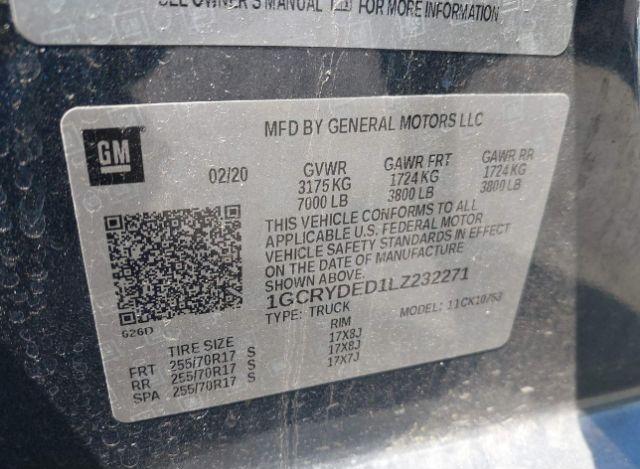 SEE OWNER'S MANUAL FOR MORE INFORMATION
GM
MFD BY GENERAL MOTORS LLC
02/20
GVWR GAWR FRT GAWR RR
3175 KG 1724 KG 1724 KG
7000 LB 3800 LB 3800 LB
THIS VEHICLE CONFORMS TO ALL
APPLICABLE U.S. FEDERAL MOTOR
VEHICLE SAFETY STANDARDS IN EFFECT
ON THE DATE OF MANUFACTURE
SHOWN ABOVE.
1GCRYDED1LZ232271
TYPE: TRUCK MODEL: 11CK10753
626D
TIRE SIZE RIM
FRT 255/70R17 S 17X8J
RR 255/70R17 S 17X8J
SPA 255/70R17 S 17X7J